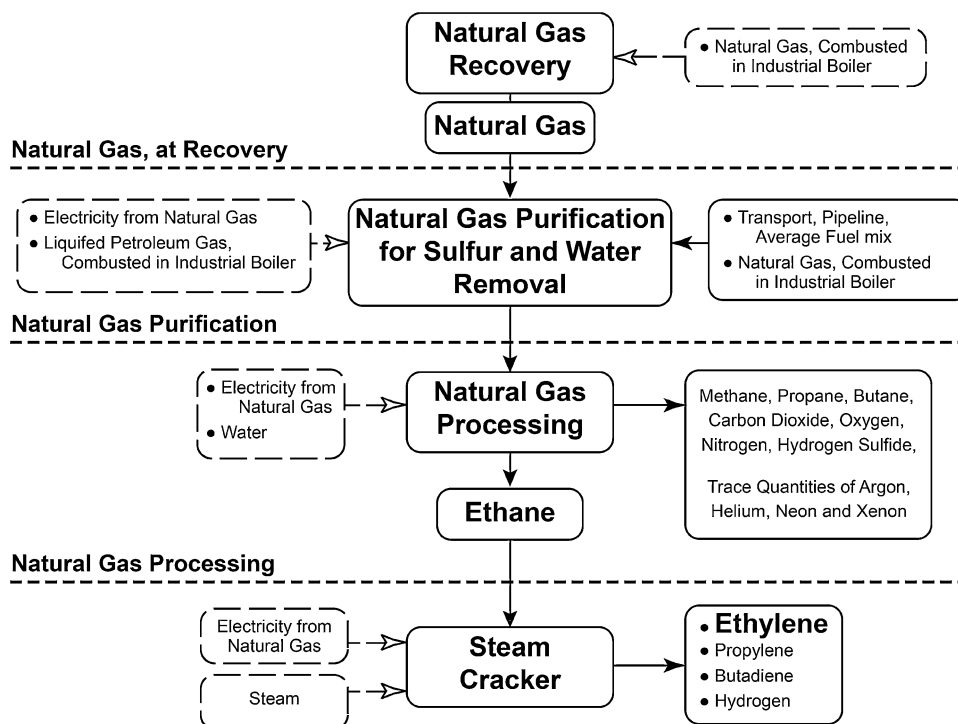 Natural Gas
Recovery
● Natural Gas, Combusted
in Industrial Boiler
Natural Gas
Natural Gas, at Recovery
● Electricity from Natural Gas
● Liquifed Petroleum Gas,
Combusted in Industrial Boiler
Natural Gas Purification
for Sulfur and Water
Removal
● Transport, Pipeline,
Average Fuel mix
● Natural Gas, Combusted
in Industrial Boiler
Natural Gas Purification
● Electricity from
Natural Gas
● Water
Natural Gas
Processing
Methane, Propane, Butane,
Carbon Dioxide, Oxygen,
Nitrogen, Hydrogen Sulfide,
Trace Quantities of Argon,
Helium, Neon and Xenon
Ethane
Natural Gas Processing
Electricity from
Natural Gas
Steam
Steam
Cracker
● Ethylene
● Propylene
● Butadiene
● Hydrogen